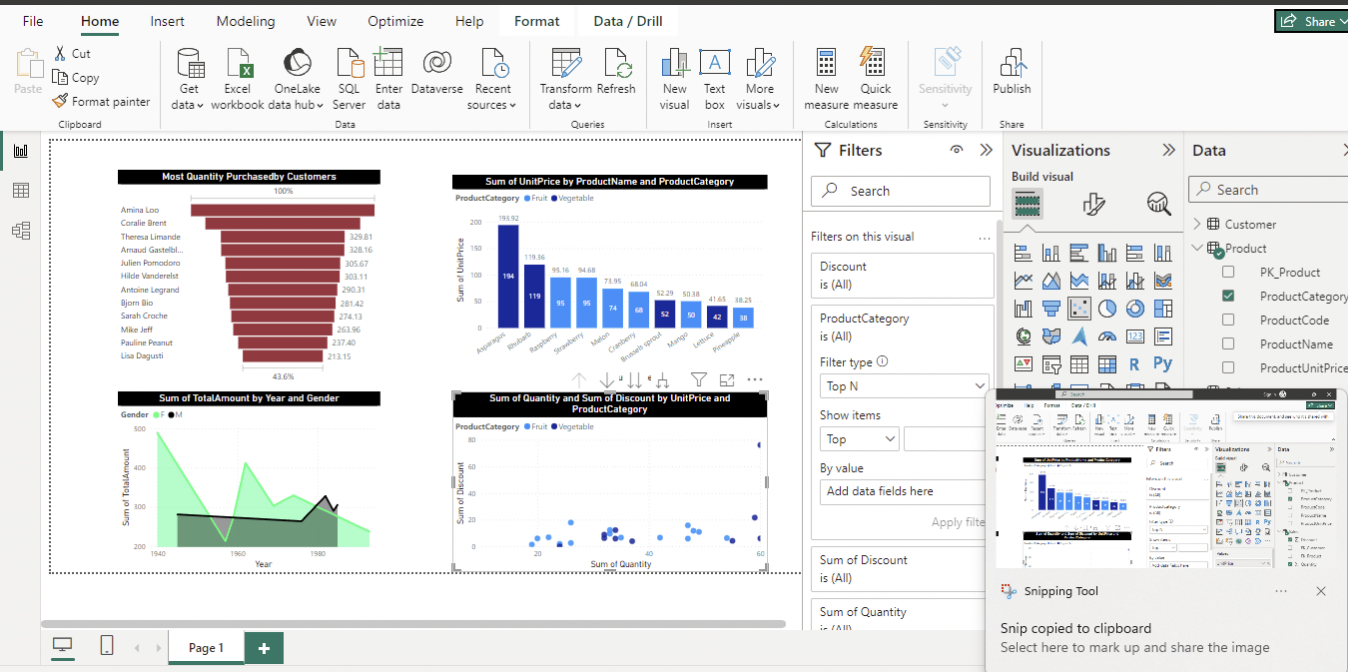 File Home Insert Modeling View Optimize Help Format Data / Drill Share
Paste
Cut
Copy
Format painter
Clipboard
Get data
Excel workbook
OneLake data hub
SQL Server
Enter data
Dataverse
Recent sources
Data
Transform data
Refresh
Queries
New visual
Text box
More visuals
Insert
New measure
Quick measure
Calculations
Sensitivity
Sensitivity
Publish
Share
Most Quantity Purchasedby Customers
100%
Amina Loo
Coralie Brent
Theresa Limande 329.81
Arnaud Gastelbl... 328.16
Julien Pomodoro 305.67
Hilde Vanderelst 303.11
Antoine Legrand 290.31
Bjorn Bio 281.42
Sarah Croche 274.13
Mike Jeff 263.96
Pauline Peanut 237.40
Lisa Dagusti 213.15
43.6%
Sum of UnitPrice by ProductName and ProductCategory
ProductCategory Fruit Vegetable
Sum of UnitPrice
200
150
100
50
0
193.92 119.36 95.16 94.68 73.95 68.04 52.29 50.38 41.65 38.25
194 119 95 95 74 68 52 50 42 38
Asparagus Rhubarb Raspberry Strawberry Melon Cranberry Brussels sprout Mango Lettuce Pineapple
Sum of TotalAmount by Year and Gender
Gender F M
Sum of TotalAmount
500
400
300
200
1940 1960 1980
Year
Sum of Quantity and Sum of Discount by UnitPrice and
ProductCategory
ProductCategory Fruit Vegetable
Sum of Discount
80
60
40
20
0
20 40 60
Sum of Quantity
Filters
Search
Filters on this visual
Discount
is (All)
ProductCategory
is (All)
Filter type
Top N
Show items
Top
By value
Add data fields here
Apply filte
Sum of Discount
is (All)
Sum of Quantity
is (All)
Visualizations
Build visual
R Py
123
Data
Search
Customer
Product
PK_Product
ProductCategory
ProductCode
ProductName
ProductUnitPrice
Snipping Tool
Snip copied to clipboard
Select here to mark up and share the image
Page 1